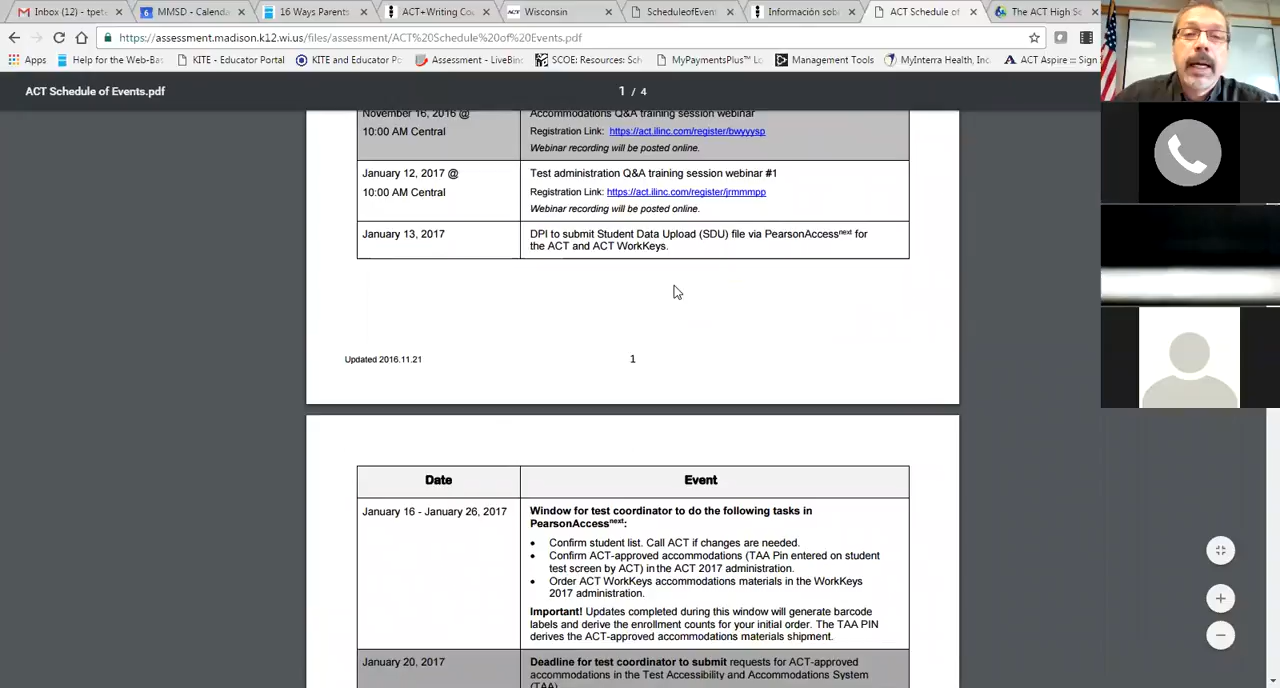 Inbox (12) - tpet
MMSD - Calenda
16 Ways Parents
ACT+Writing Cou
Wisconsin
ScheduleofEvent
Información sob
ACT Schedule of
The ACT High Sc
https://assessment.madison.k12.wi.us/files/assessment/ACT%20Schedule%20of%20Events.pdf
Apps
Help for the Web-Bas
KITE - Educator Portal
KITE and Educator Po
Assessment - LiveBin
SCOE: Resources: Sch
MyPaymentsPlus™ Lo
Management Tools
MyInterra Health, Inc.
ACT Aspire :: Sign
ACT Schedule of Events.pdf
1 / 4
November 16, 2016 @
10:00 AM Central
Accommodations Q&A training session webinar
Registration Link: https://act.ilinc.com/register/bwyyysp
Webinar recording will be posted online.
January 12, 2017 @
10:00 AM Central
Test administration Q&A training session webinar #1
Registration Link: https://act.ilinc.com/register/jrmmmpp
Webinar recording will be posted online.
January 13, 2017
DPI to submit Student Data Upload (SDU) file via PearsonAccessnext for
the ACT and ACT WorkKeys.
Updated 2016.11.21
1
Date
Event
January 16 - January 26, 2017
Window for test coordinator to do the following tasks in
PearsonAccessnext:
• Confirm student list. Call ACT if changes are needed.
• Confirm ACT-approved accommodations (TAA Pin entered on student
test screen by ACT) in the ACT 2017 administration.
• Order ACT WorkKeys accommodations materials in the WorkKeys
2017 administration.
Important! Updates completed during this window will generate barcode
labels and derive the enrollment counts for your initial order. The TAA PIN
derives the ACT-approved accommodations materials shipment.
January 20, 2017
Deadline for test coordinator to submit requests for ACT-approved
accommodations in the Test Accessibility and Accommodations System
(TAA)